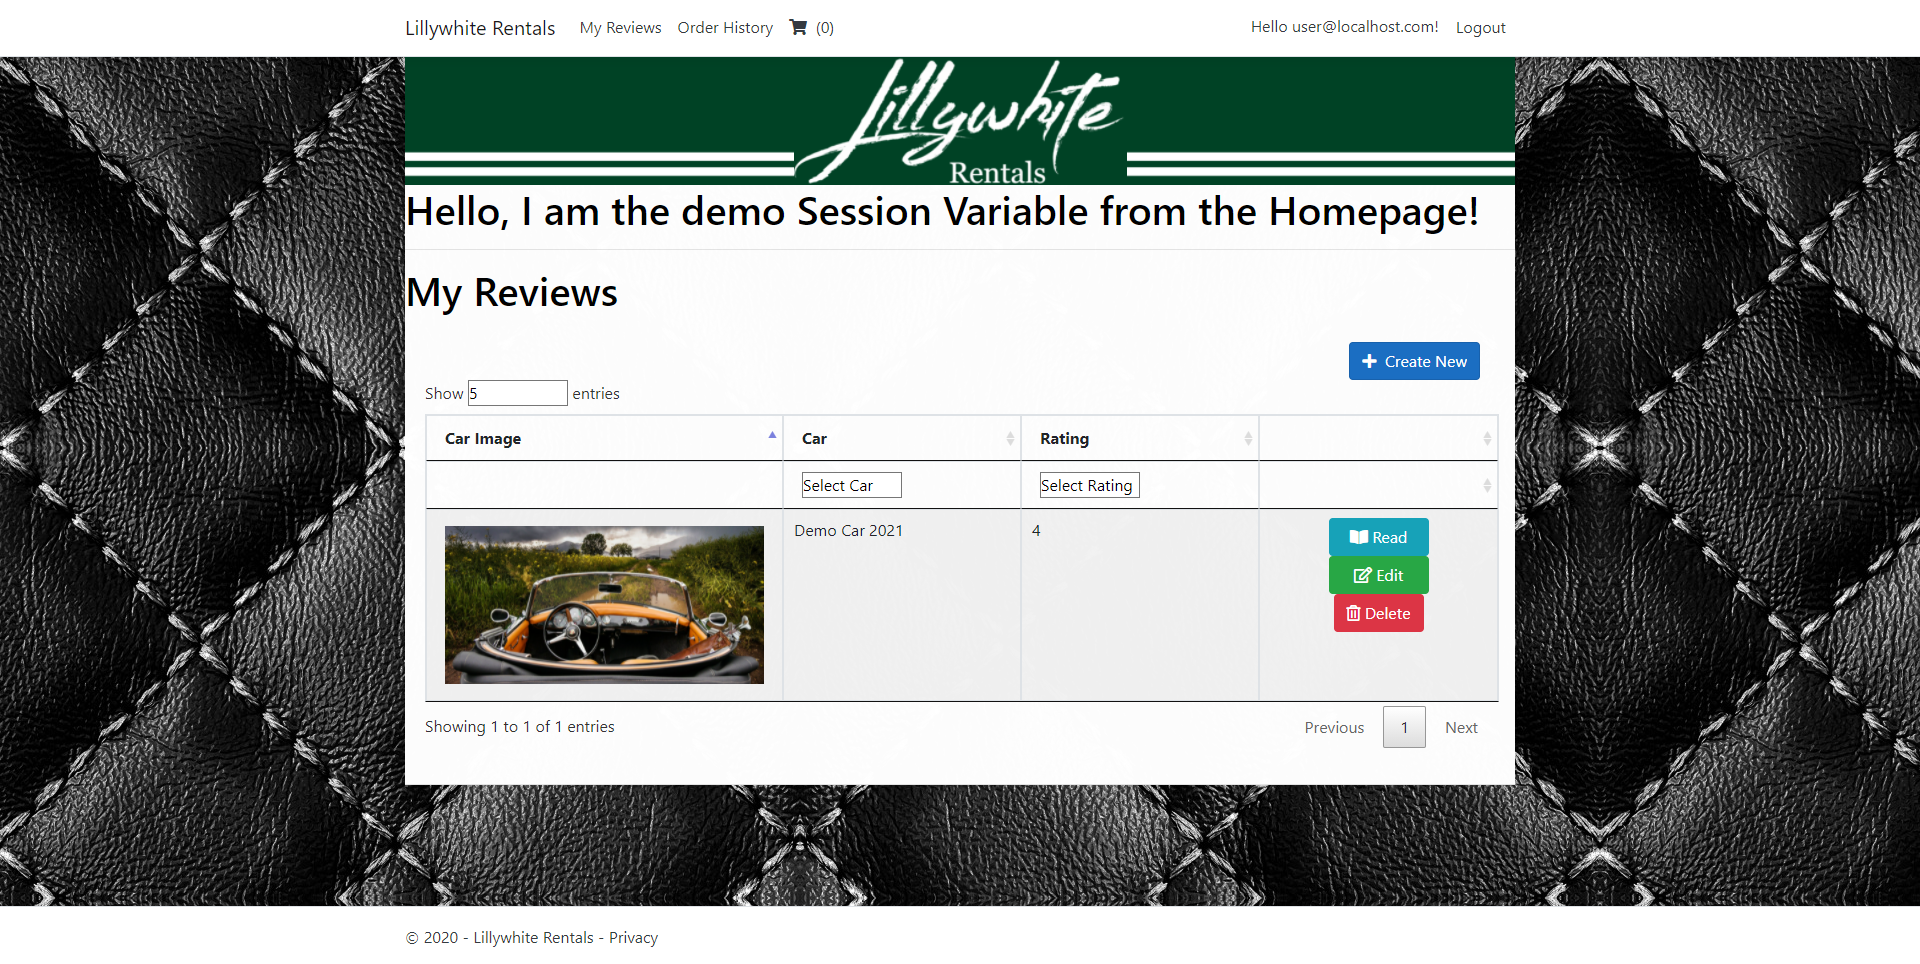 Lillywhite Rentals My Reviews Order History (0) Hello user@localhost.com! Logout
Lillywhite
Rentals
Hello, I am the demo Session Variable from the Homepage!
My Reviews
Create New
Show 5 entries
Car Image Car Rating
Select Car Select Rating
Demo Car 2021 4 Read
Edit
Delete
Showing 1 to 1 of 1 entries Previous 1 Next
© 2020 - Lillywhite Rentals - Privacy